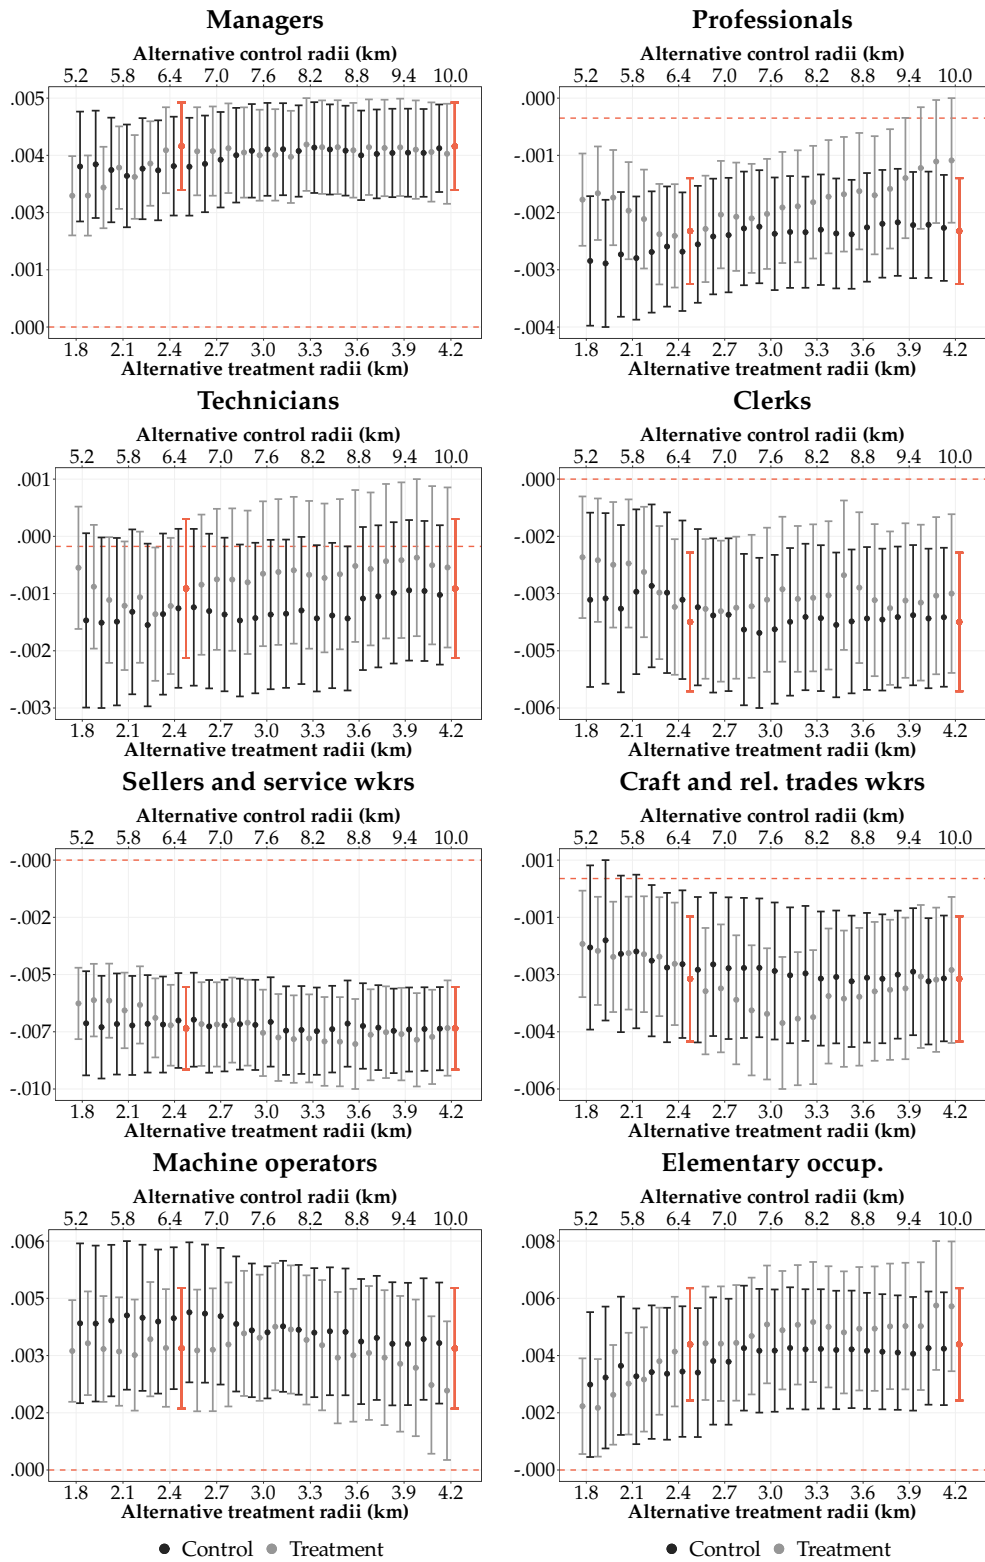 Managers
Alternative control radii (km)
5.2 5.8 6.4 7.0 7.6 8.2 8.8 9.4 10.0
.005
.004
.003
.001
.000
1.8 2.1 2.4 2.7 3.0 3.3 3.6 3.9 4.2
Alternative treatment radii (km)
Professionals
Alternative control radii (km)
5.2 5.8 6.4 7.0 7.6 8.2 8.8 9.4 10.0
.000
-.001
-.002
-.003
-.004
1.8 2.1 2.4 2.7 3.0 3.3 3.6 3.9 4.2
Alternative treatment radii (km)
Technicians
Alternative control radii (km)
5.2 5.8 6.4 7.0 7.6 8.2 8.8 9.4 10.0
.001
.000
-.001
-.002
-.003
1.8 2.1 2.4 2.7 3.0 3.3 3.6 3.9 4.2
Alternative treatment radii (km)
Clerks
Alternative control radii (km)
5.2 5.8 6.4 7.0 7.6 8.2 8.8 9.4 10.0
.000
-.002
-.003
-.005
-.006
1.8 2.1 2.4 2.7 3.0 3.3 3.6 3.9 4.2
Alternative treatment radii (km)
Sellers and service wkrs
Alternative control radii (km)
5.2 5.8 6.4 7.0 7.6 8.2 8.8 9.4 10.0
-.000
-.002
-.005
-.007
-.010
1.8 2.1 2.4 2.7 3.0 3.3 3.6 3.9 4.2
Alternative treatment radii (km)
Craft and rel. trades wkrs
Alternative control radii (km)
5.2 5.8 6.4 7.0 7.6 8.2 8.8 9.4 10.0
.001
-.001
-.003
-.004
-.006
1.8 2.1 2.4 2.7 3.0 3.3 3.6 3.9 4.2
Alternative treatment radii (km)
Machine operators
Alternative control radii (km)
5.2 5.8 6.4 7.0 7.6 8.2 8.8 9.4 10.0
.006
.005
.003
.002
.000
1.8 2.1 2.4 2.7 3.0 3.3 3.6 3.9 4.2
Alternative treatment radii (km)
Control Treatment
Elementary occup.
Alternative control radii (km)
5.2 5.8 6.4 7.0 7.6 8.2 8.8 9.4 10.0
.008
.006
.004
.002
-.000
1.8 2.1 2.4 2.7 3.0 3.3 3.6 3.9 4.2
Alternative treatment radii (km)
Control Treatment